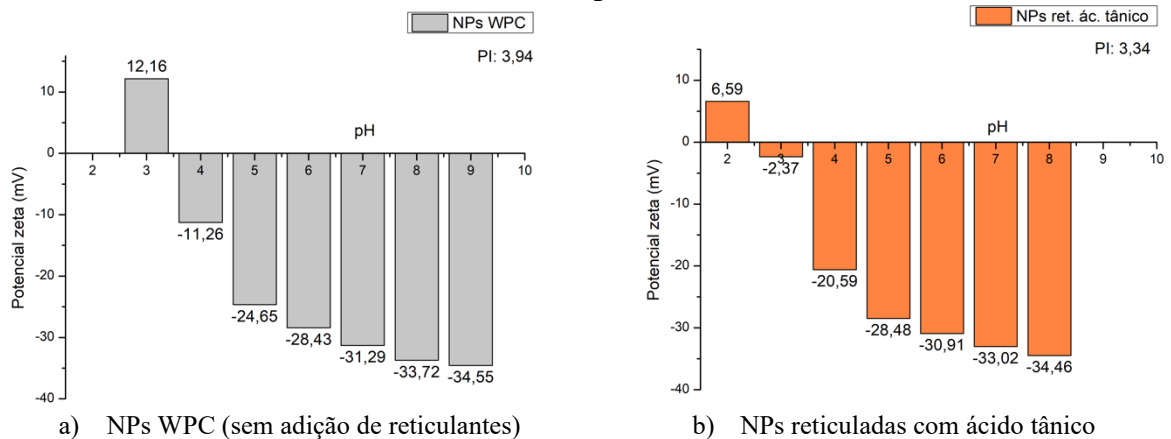 NPs WPC
PI: 3,94
Potencial zeta (mV)
10
0
-10
-20
-30
-40
pH
2 3 4 5 6 7 8 9 10
12,16
-11,26
-24,65
-28,43
-31,29
-33,72
-34,55
a) NPs WPC (sem adição de reticulantes)
NPs ret. ác. tânico
PI: 3,34
Potencial zeta (mV)
10
0
-10
-20
-30
-40
pH
2 3 4 5 6 7 8 9 10
6,59
-2,37
-20,59
-28,48
-30,91
-33,02
-34,46
b) NPs reticuladas com ácido tânico